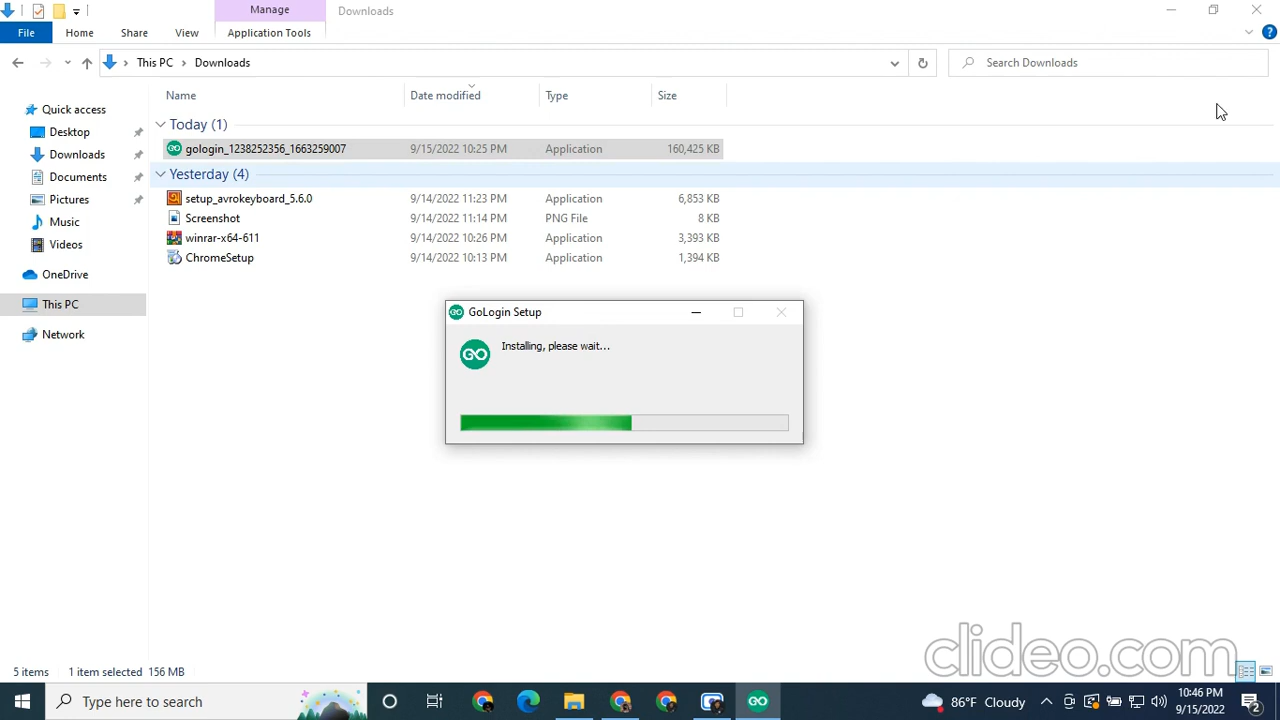 Manage
Downloads
File
Home
Share
View
Application Tools
This PC
Downloads
Search Downloads
Name
Date modified
Type
Size
Quick access
Desktop
Downloads
Documents
Pictures
Music
Videos
OneDrive
This PC
Network
Today (1)
gologin_1238252356_1663259007 9/15/2022 10:25 PM Application 160,425 KB
Yesterday (4)
setup_avrokeyboard_5.6.0 9/14/2022 11:23 PM Application 6,853 KB
Screenshot 9/14/2022 11:14 PM PNG File 8 KB
winrar-x64-611 9/14/2022 10:26 PM Application 3,393 KB
ChromeSetup 9/14/2022 10:13 PM Application 1,394 KB
GO GoLogin Setup
GO Installing, please wait...
clideo.com
5 items 1 item selected 156 MB
Type here to search
GO
86°F Cloudy
10:46 PM
9/15/2022
2